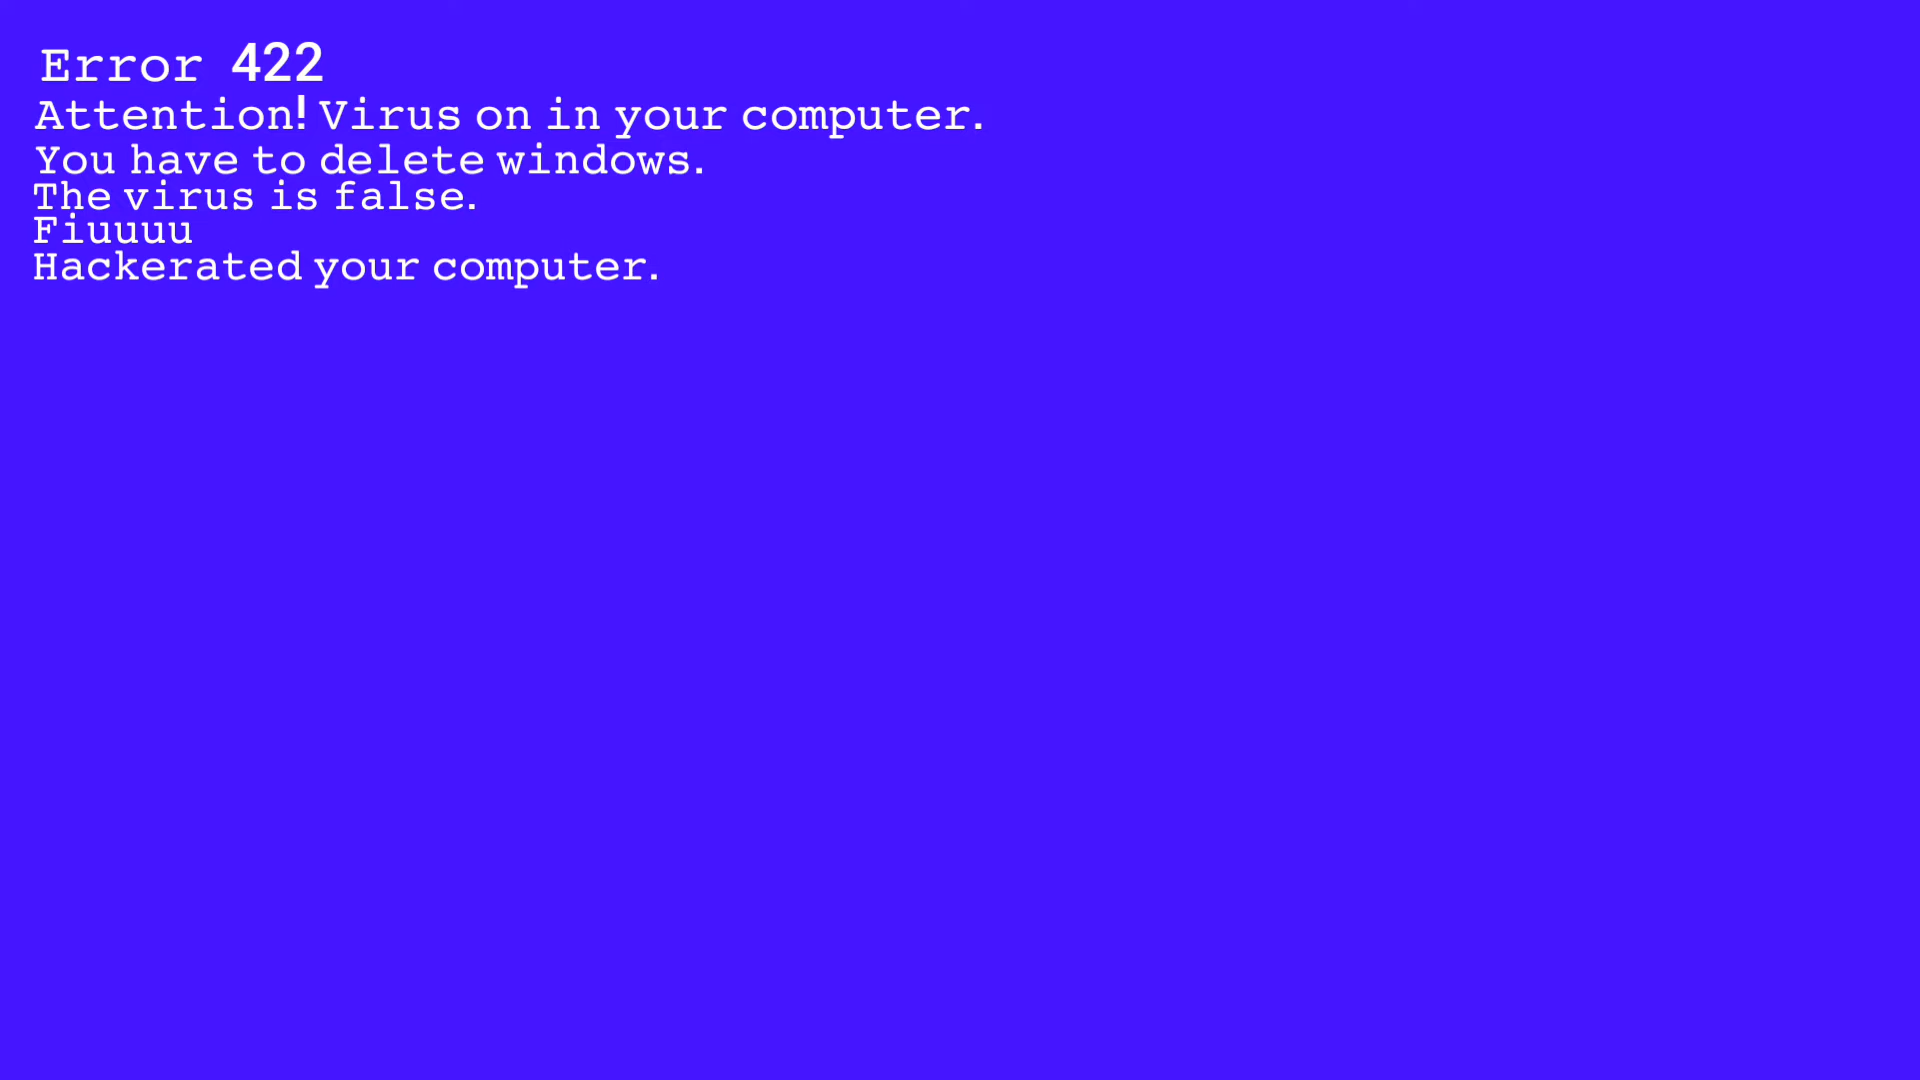 Error 422
Attention! Virus on in your computer.
You have to delete windows.
The virus is false.
Fiuuuu
Hackerated your computer.